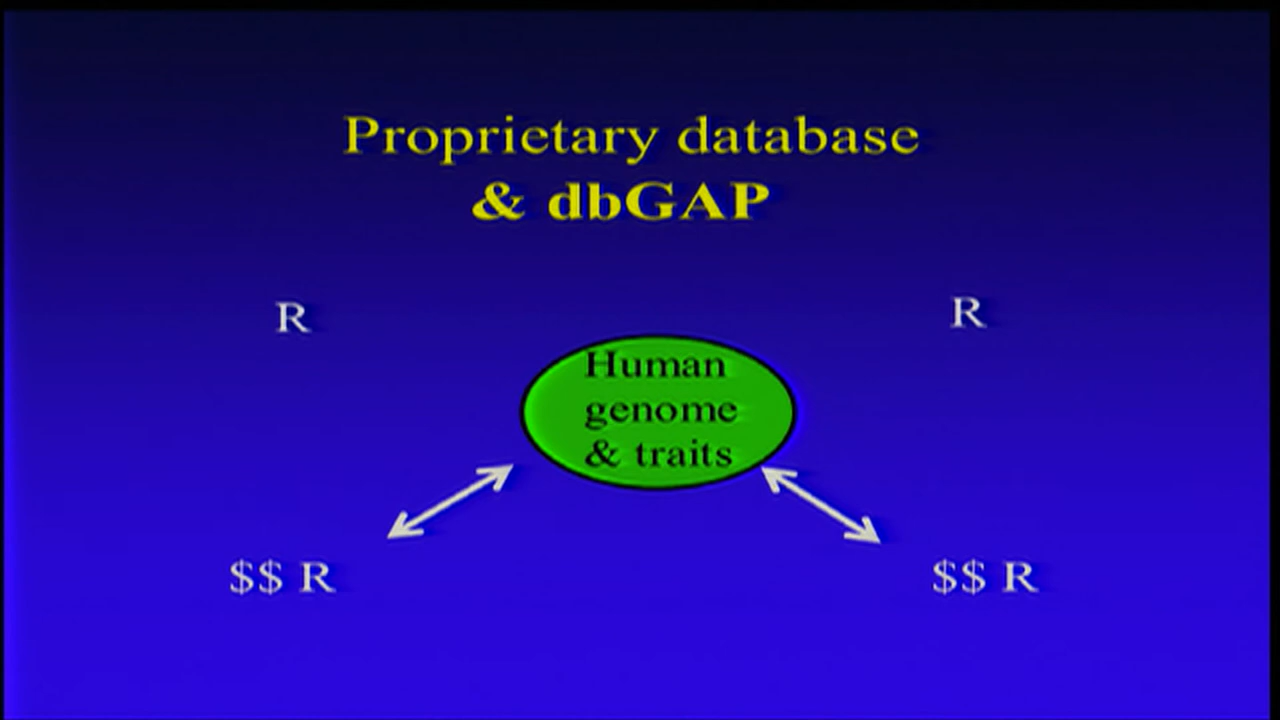 Proprietary database
& dbGAP
R
R
Human
genome
& traits
$$ R
$$ R